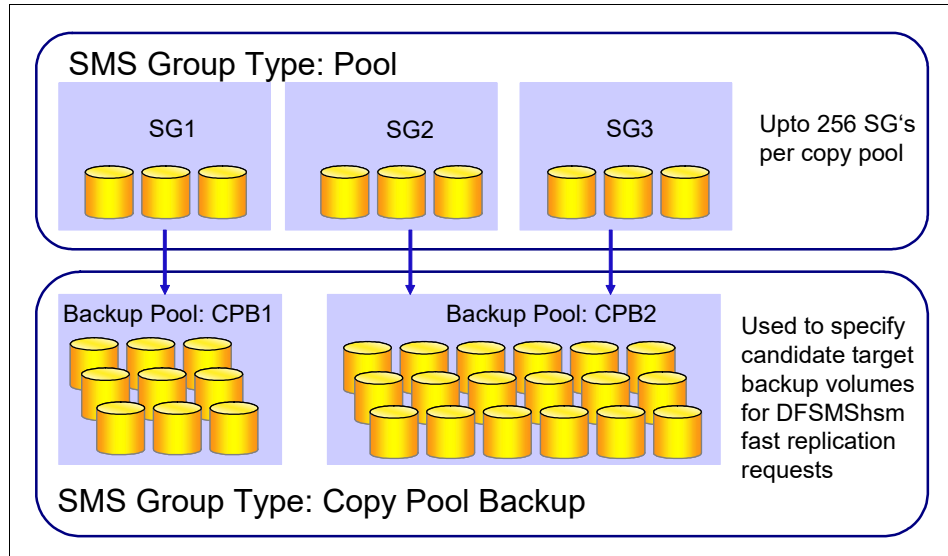 SMS Group Type: Pool
SG1
SG2
SG3
Upto 256 SG‘s
per copy pool
Backup Pool: CPB1
Backup Pool: CPB2
Used to specify
candidate target
backup volumes
for DFSMShsm
fast replication
requests
SMS Group Type: Copy Pool Backup